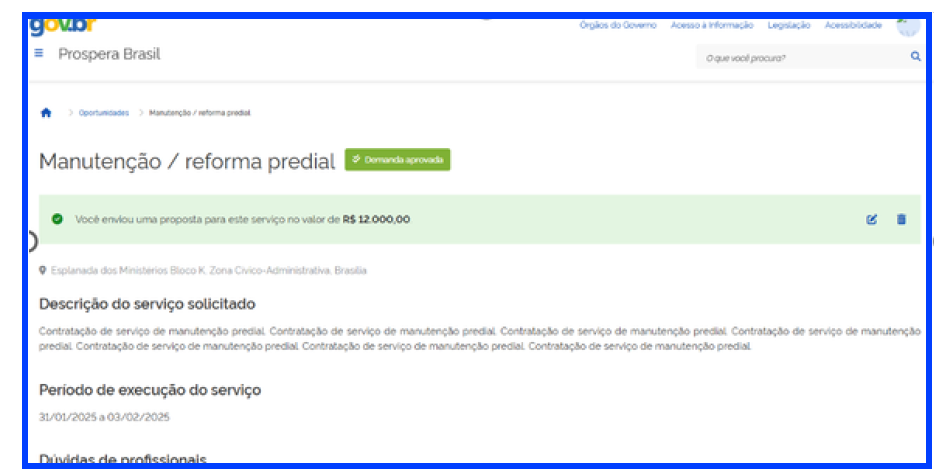 gov.br
Órgãos do Governo Acesso à Informação Legislação Acessibilidade
Prospera Brasil
O que você procura?
Oportunidades > Manutenção / reforma predial
Manutenção / reforma predial Demanda aprovada
Você enviou uma proposta para este serviço no valor de R$ 12.000,00
Esplanada dos Ministérios Bloco K, Zona Cívico-Administrativa, Brasília
Descrição do serviço solicitado
Contratação de serviço de manutenção predial. Contratação de serviço de manutenção predial. Contratação de serviço de manutenção predial. Contratação de serviço de manutenção
predial. Contratação de serviço de manutenção predial. Contratação de serviço de manutenção predial. Contratação de serviço de manutenção predial.
Período de execução do serviço
31/01/2025 a 03/02/2025
Dúvidas de profissionais